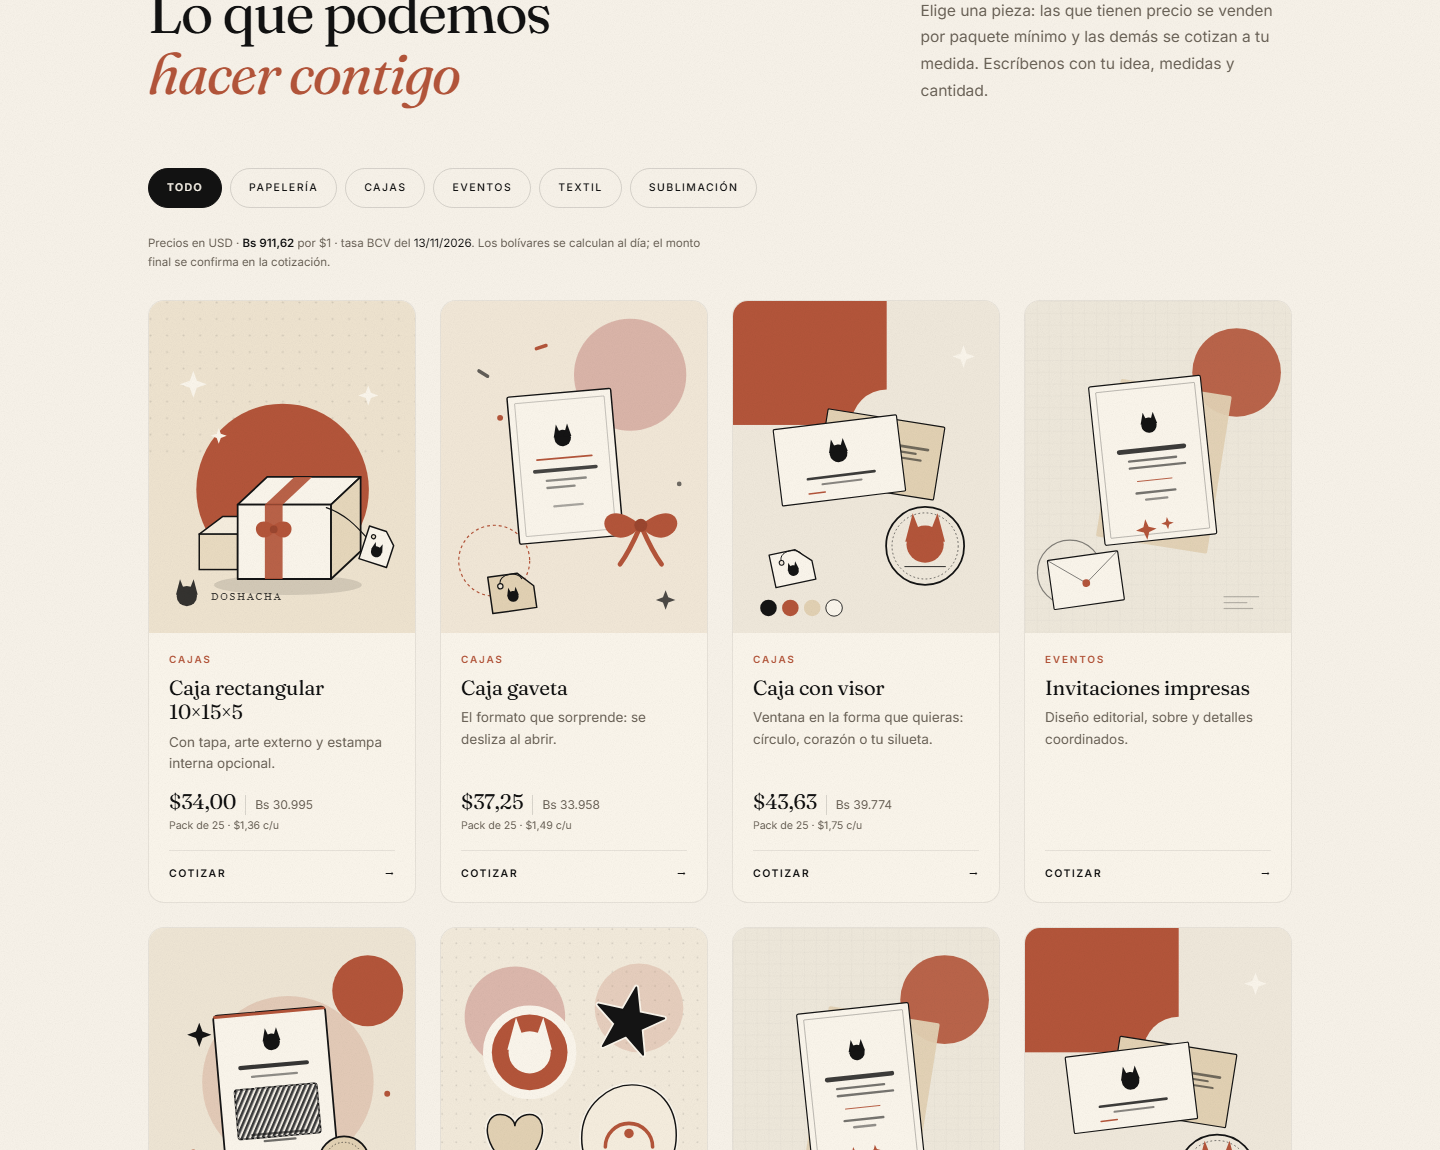 Lo que podemos
hacer contigo
Elige una pieza: las que tienen precio se venden
por paquete mínimo y las demás se cotizan a tu
medida. Escríbenos con tu idea, medidas y
cantidad.
TODO
PAPELERÍA
CAJAS
EVENTOS
TEXTIL
SUBLIMACIÓN
Precios en USD · Bs 911,62 por $1 · tasa BCV del 13/11/2026. Los bolívares se calculan al día; el monto
final se confirma en la cotización.
DOSHACHA
CAJAS
Caja rectangular
10×15×5
Con tapa, arte externo y estampa
interna opcional.
$34,00 Bs 30.995
Pack de 25 · $1,36 c/u
COTIZAR →
CAJAS
Caja gaveta
El formato que sorprende: se
desliza al abrir.
$37,25 Bs 33.958
Pack de 25 · $1,49 c/u
COTIZAR →
CAJAS
Caja con visor
Ventana en la forma que quieras:
círculo, corazón o tu silueta.
$43,63 Bs 39.774
Pack de 25 · $1,75 c/u
COTIZAR →
EVENTOS
Invitaciones impresas
Diseño editorial, sobre y detalles
coordinados.
COTIZAR →